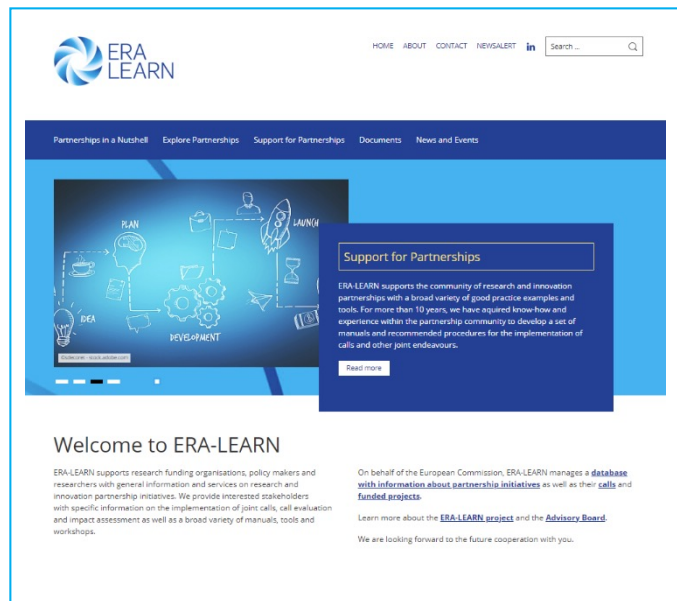 ERA
LEARN
HOME ABOUT CONTACT NEWSALERT in
Search ...
Partnerships in a Nutshell Explore Partnerships Support for Partnerships Documents News and Events
PLAN
LAUNCH
IDEA
DEVELOPMENT
Support for Partnerships
ERA-LEARN supports the community of research and innovation
partnerships with a broad variety of good practice examples and
tools. For more than 10 years, we have aquired know-how and
experience within the partnership community to develop a set of
manuals and recommended procedures for the implementation of
calls and other joint endeavours.
Read more
Welcome to ERA-LEARN
ERA-LEARN supports research funding organisations, policy makers and
researchers with general information and services on research and
innovation partnership initiatives. We provide interested stakeholders
with specific information on the implementation of joint calls, call evaluation
and impact assessment as well as a broad variety of manuals, tools and
workshops.
On behalf of the European Commission, ERA-LEARN manages a database
with information about partnership initiatives as well as their calls and
funded projects.
Learn more about the ERA-LEARN project and the Advisory Board.
We are looking forward to the future cooperation with you.